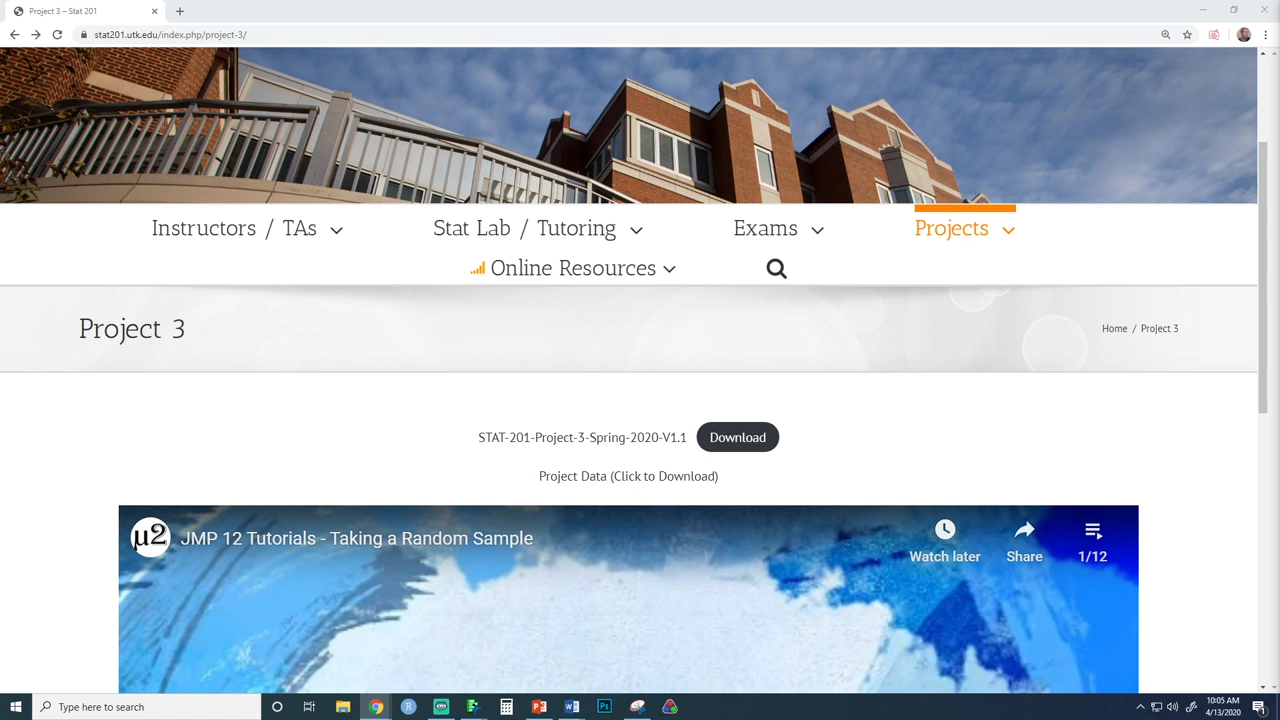 Project 3 – Stat 201
stat201.utk.edu/index.php/project-3/
Instructors / TAs
Stat Lab / Tutoring
Exams
Projects
Online Resources
Project 3
Home / Project 3
STAT-201-Project-3-Spring-2020-V1.1
Download
Project Data (Click to Download)
μ2
JMP 12 Tutorials - Taking a Random Sample
Watch later
Share
1/12
Type here to search
10:05 AM
4/13/2020